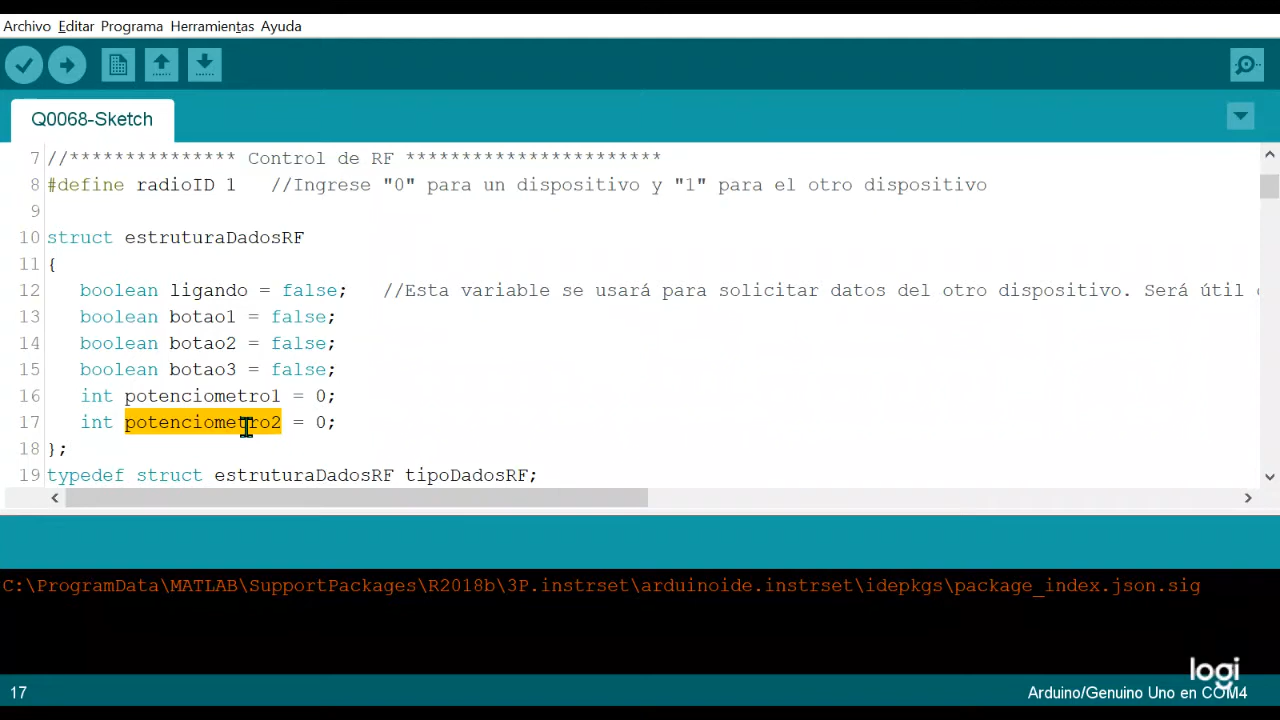 Archivo Editar Programa Herramientas Ayuda
Q0068-Sketch
7 //*************** Control de RF ***********************
8 #define radioID 1 //Ingrese "0" para un dispositivo y "1" para el otro dispositivo
9
10 struct estruturaDadosRF
11 {
12 boolean ligando = false; //Esta variable se usará para solicitar datos del otro dispositivo. Será útil
13 boolean botao1 = false;
14 boolean botao2 = false;
15 boolean botao3 = false;
16 int potenciometro1 = 0;
17 int potenciometro2 = 0;
18 };
19 typedef struct estruturaDadosRF tipoDadosRF;
C:\ProgramData\MATLAB\SupportPackages\R2018b\3P.instrset\arduinoide.instrset\idepkgs\package_index.json.sig
logi
17 Arduino/Genuino Uno en COM4